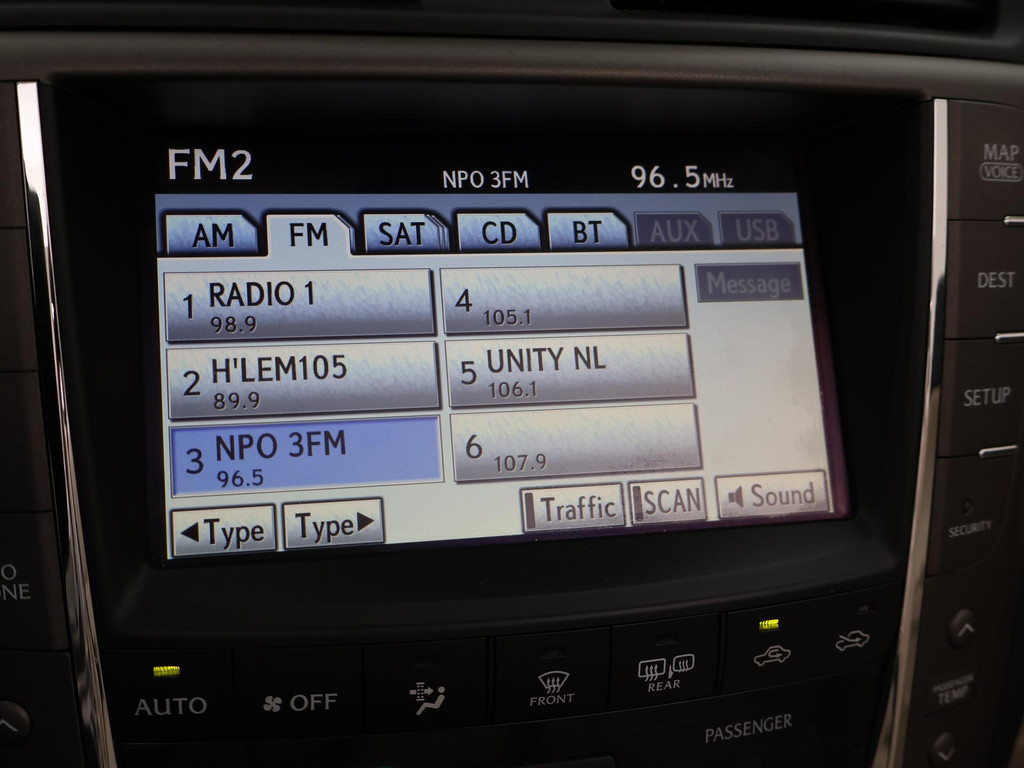 FM2 NPO 3FM 96.5MHz
AM FM SAT CD BT AUX USB
1 RADIO 1
98.9
4
105.1
Message
2 H'LEM105
89.9
5 UNITY NL
106.1
3 NPO 3FM
96.5
6
107.9
◀Type Type▶ Traffic SCAN Sound
MAP
VOICE
DEST
SETUP
SECURITY
AUTO
OFF
FRONT
REAR
PASSENGER
PASSENGER
TEMP